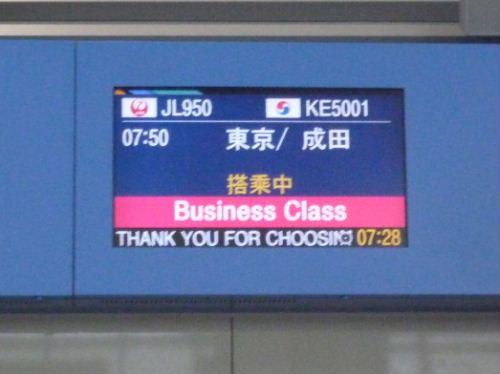 JL950 KE5001
07:50 東京/ 成田
搭乗中
Business Class
THANK YOU FOR CHOOSIN 07:28